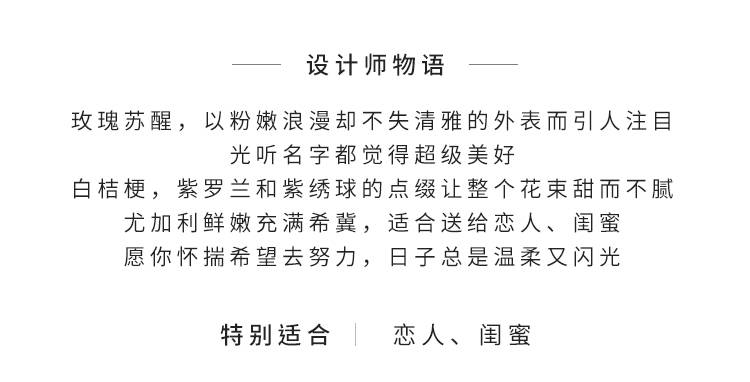 设计师物语
玫瑰苏醒，以粉嫩浪漫却不失清雅的外表而引人注目
光听名字都觉得超级美好
白桔梗，紫罗兰和紫绣球的点缀让整个花束甜而不腻
尤加利鲜嫩充满希冀，适合送给恋人、闺蜜
愿你怀揣希望去努力，日子总是温柔又闪光
特别适合 恋人、闺蜜